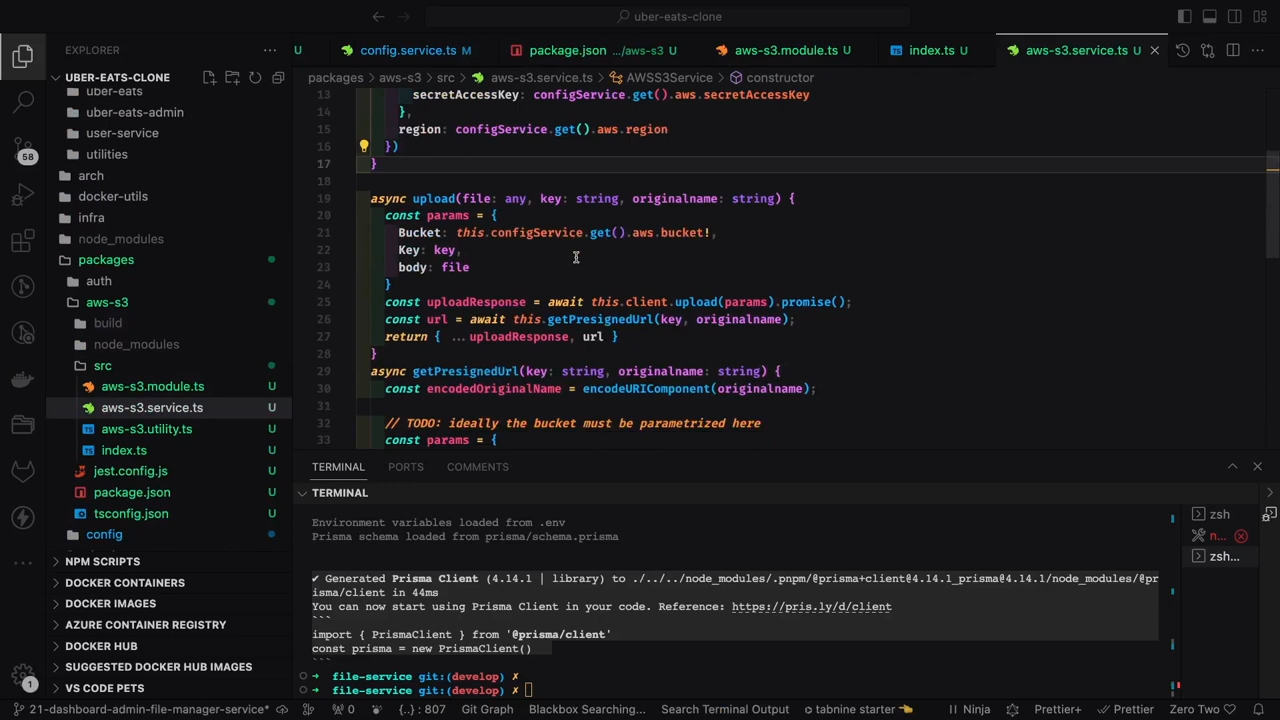 uber-eats-clone
EXPLORER
U
config.service.ts M
package.json .../aws-s3 U
aws-s3.module.ts U
index.ts U
aws-s3.service.ts U
packages > aws-s3 > src > aws-s3.service.ts > AWSS3Service > constructor
UBER-EATS-CLONE
uber-eats
uber-eats-admin
user-service
utilities
arch
docker-utils
infra
node_modules
packages
auth
aws-s3
build
node_modules
src
aws-s3.module.ts U
aws-s3.service.ts U
aws-s3.utility.ts U
index.ts U
jest.config.js U
package.json U
tsconfig.json U
config
NPM SCRIPTS
DOCKER CONTAINERS
DOCKER IMAGES
AZURE CONTAINER REGISTRY
DOCKER HUB
SUGGESTED DOCKER HUB IMAGES
VS CODE PETS
58
1
13 secretAccessKey: configService.get().aws.secretAccessKey
14 },
15 region: configService.get().aws.region
16 })
17 }
18
19 async upload(file: any, key: string, originalname: string) {
20 const params = {
21 Bucket: this.configService.get().aws.bucket!,
22 Key: key,
23 body: file
24 }
25 const uploadResponse = await this.client.upload(params).promise();
26 const url = await this.getPresignedUrl(key, originalname);
27 return { ...uploadResponse, url }
28 }
29 async getPresignedUrl(key: string, originalname: string) {
30 const encodedOriginalName = encodeURIComponent(originalname);
31
32 // TODO: ideally the bucket must be parametrized here
33 const params = {
TERMINAL PORTS COMMENTS
TERMINAL
Environment variables loaded from .env
Prisma schema loaded from prisma/schema.prisma
✔ Generated Prisma Client (4.14.1 | library) to ./../../node_modules/.pnpm/@prisma+client@4.14.1_prisma@4.14.1/node_modules/@pr
isma/client in 44ms
You can now start using Prisma Client in your code. Reference: https://pris.ly/d/client
```
import { PrismaClient } from '@prisma/client'
const prisma = new PrismaClient()
```
➜ file-service git:(develop) ✗
➜ file-service git:(develop) ✗
zsh
n...
zsh...
21-dashboard-admin-file-manager-service* 0 {..} : 807 Git Graph Blackbox Searching... Search Terminal Output tabnine starter Ninja Prettier+ Prettier Zero Two